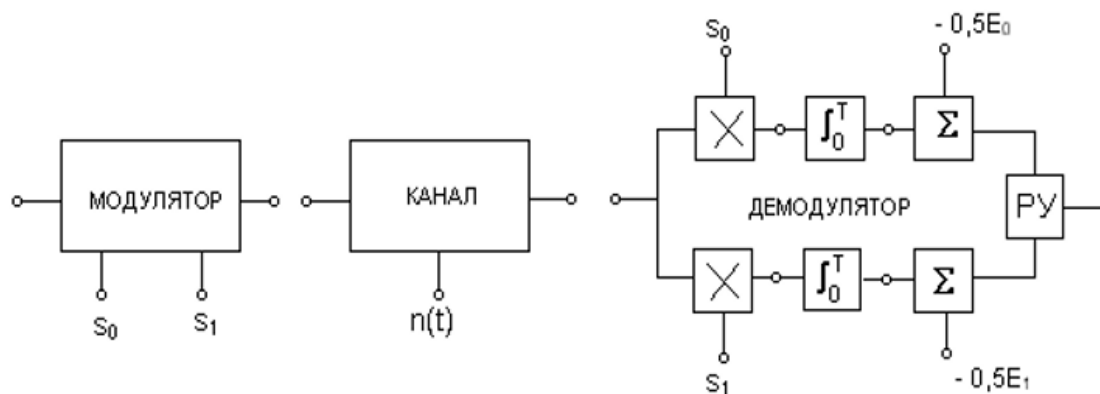 МОДУЛЯТОР
S₀
S₁
КАНАЛ
n(t)
S₀
- 0,5E₀
∫₀ᵀ
Σ
ДЕМОДУЛЯТОР
РУ
∫₀ᵀ
Σ
S₁
- 0,5E₁